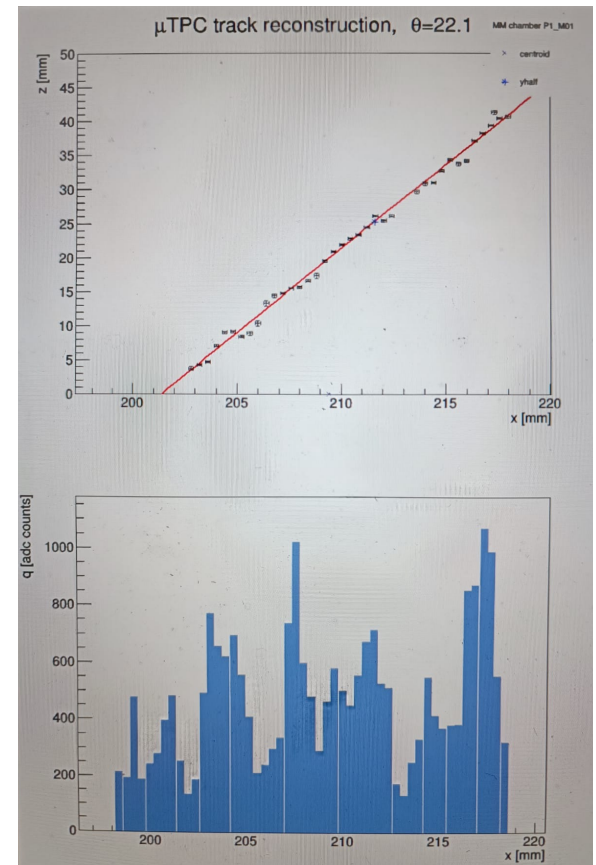 μTPC track reconstruction, θ=22.1
MM chamber P1_M01
centroid
yhalf
z [mm]
50
45
40
35
30
25
20
15
10
5
0
200 205 210 215 220
x [mm]
q [adc counts]
1000
800
600
400
200
0
200 205 210 215 220
x [mm]